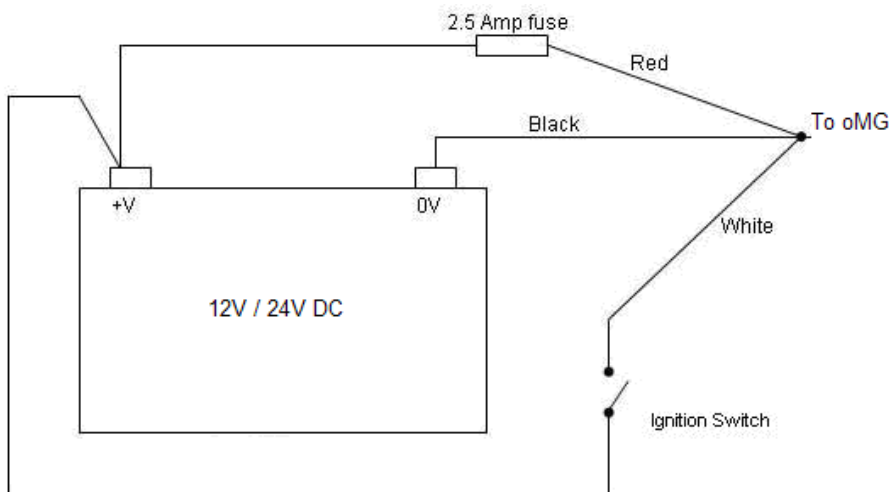 2.5 Amp fuse
Red
To oMG
Black
+V
0V
White
12V / 24V DC
Ignition Switch